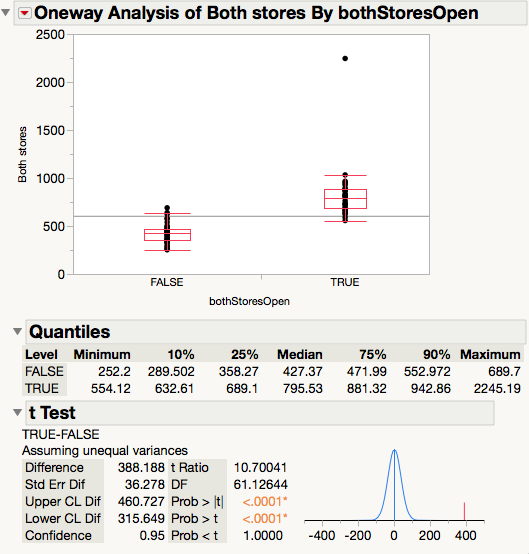 Oneway Analysis of Both stores By bothStoresOpen
2500
2000
1500
1000
500
0
Both stores
FALSE TRUE
bothStoresOpen
Quantiles
Level Minimum 10% 25% Median 75% 90% Maximum
FALSE 252.2 289.502 358.27 427.37 471.99 552.972 689.7
TRUE 554.12 632.61 689.1 795.53 881.32 942.86 2245.19
t Test
TRUE-FALSE
Assuming unequal variances
Difference 388.188 t Ratio 10.70041
Std Err Dif 36.278 DF 61.12644
Upper CL Dif 460.727 Prob > |t| <.0001*
Lower CL Dif 315.649 Prob > t <.0001*
Confidence 0.95 Prob < t 1.0000
-400 -200 0 200 400